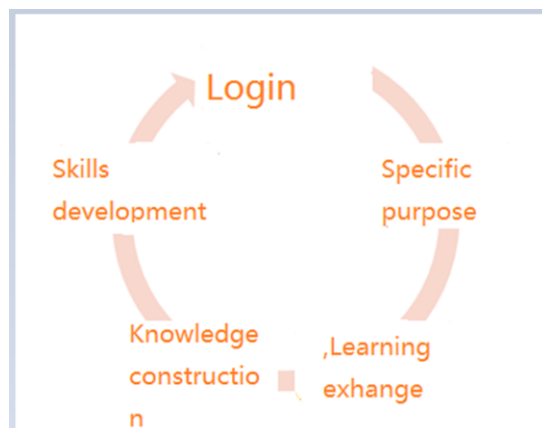 Login
Specific
purpose
,Learning
exhange
Knowledge
constructio
n
Skills
development